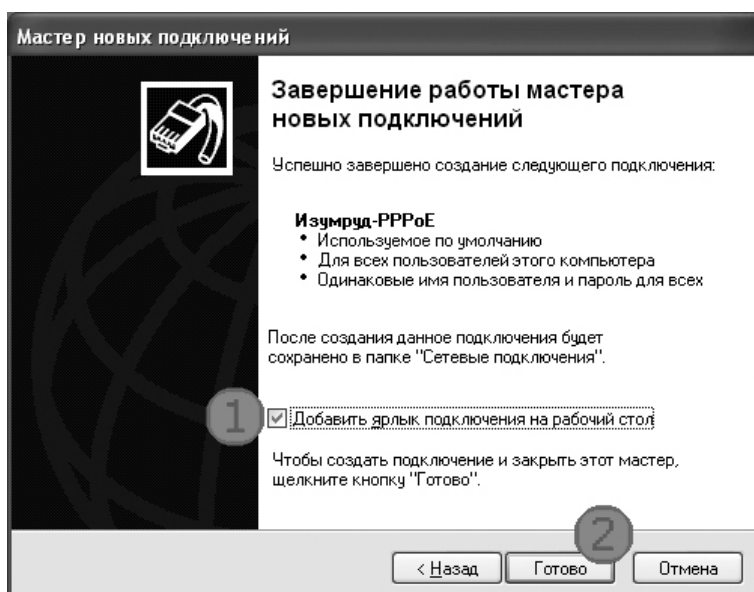 Мастер новых подключений
Завершение работы мастера
новых подключений
Успешно завершено создание следующего подключения:
Изумруд-PPPoE
• Используемое по умолчанию
• Для всех пользователей этого компьютера
• Одинаковые имя пользователя и пароль для всех
После создания данное подключения будет
сохранено в папке "Сетевые подключения".
1
Добавить ярлык подключения на рабочий стол
Чтобы создать подключение и закрыть этот мастер,
щелкните кнопку "Готово".
2
< Назад Готово Отмена